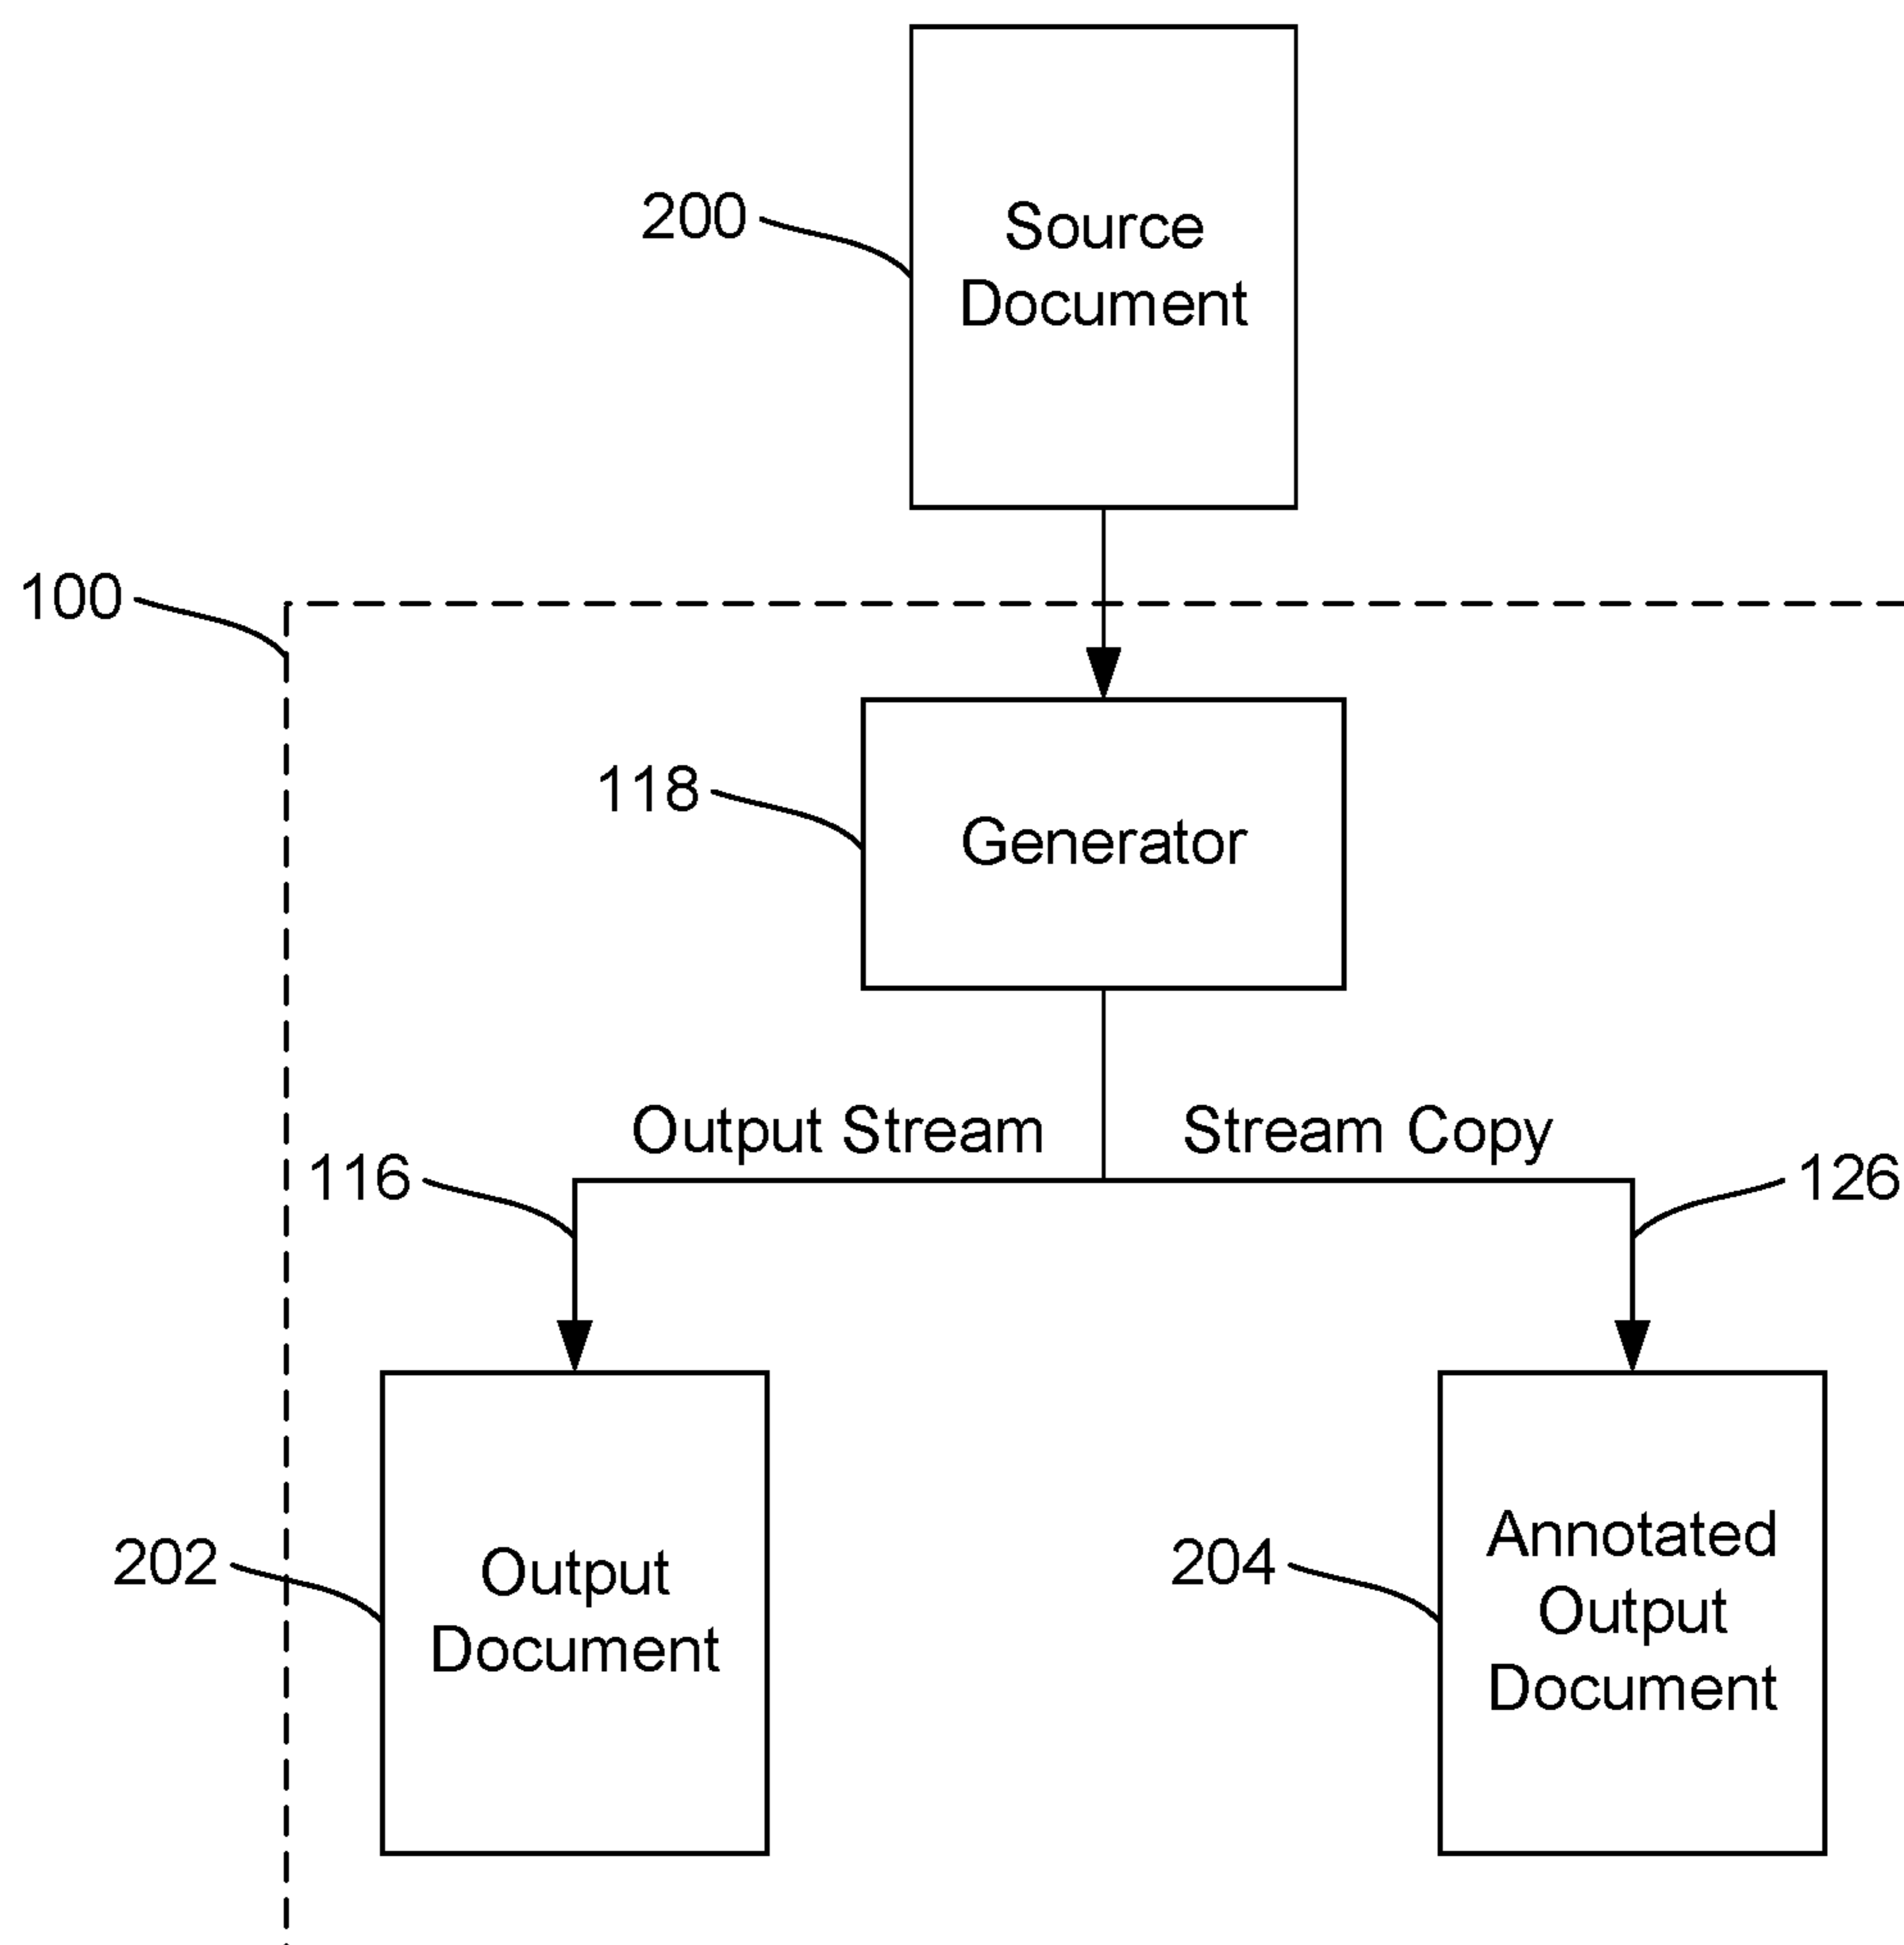 200
Source
Document
100
118
Generator
Output Stream
Stream Copy
116
126
202
Output
Document
204
Annotated
Output
Document